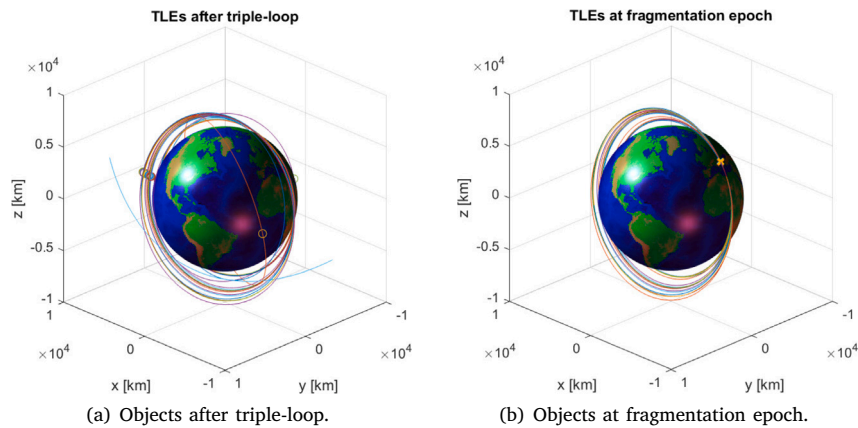 TLEs after triple-loop
×10⁴
1
0.5
0
-0.5
-1
z [km]
1
×10⁴
0
-1
x [km]
1
0
-1
×10⁴
y [km]
(a) Objects after triple-loop.
TLEs at fragmentation epoch
×10⁴
1
0.5
0
-0.5
-1
z [km]
1
×10⁴
0
-1
x [km]
1
0
-1
×10⁴
y [km]
(b) Objects at fragmentation epoch.